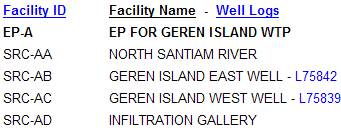 Facility ID Facility Name - Well Logs
EP-A EP FOR GEREN ISLAND WTP
SRC-AA NORTH SANTIAM RIVER
SRC-AB GEREN ISLAND EAST WELL - L75842
SRC-AC GEREN ISLAND WEST WELL - L75839
SRC-AD INFILTRATION GALLERY